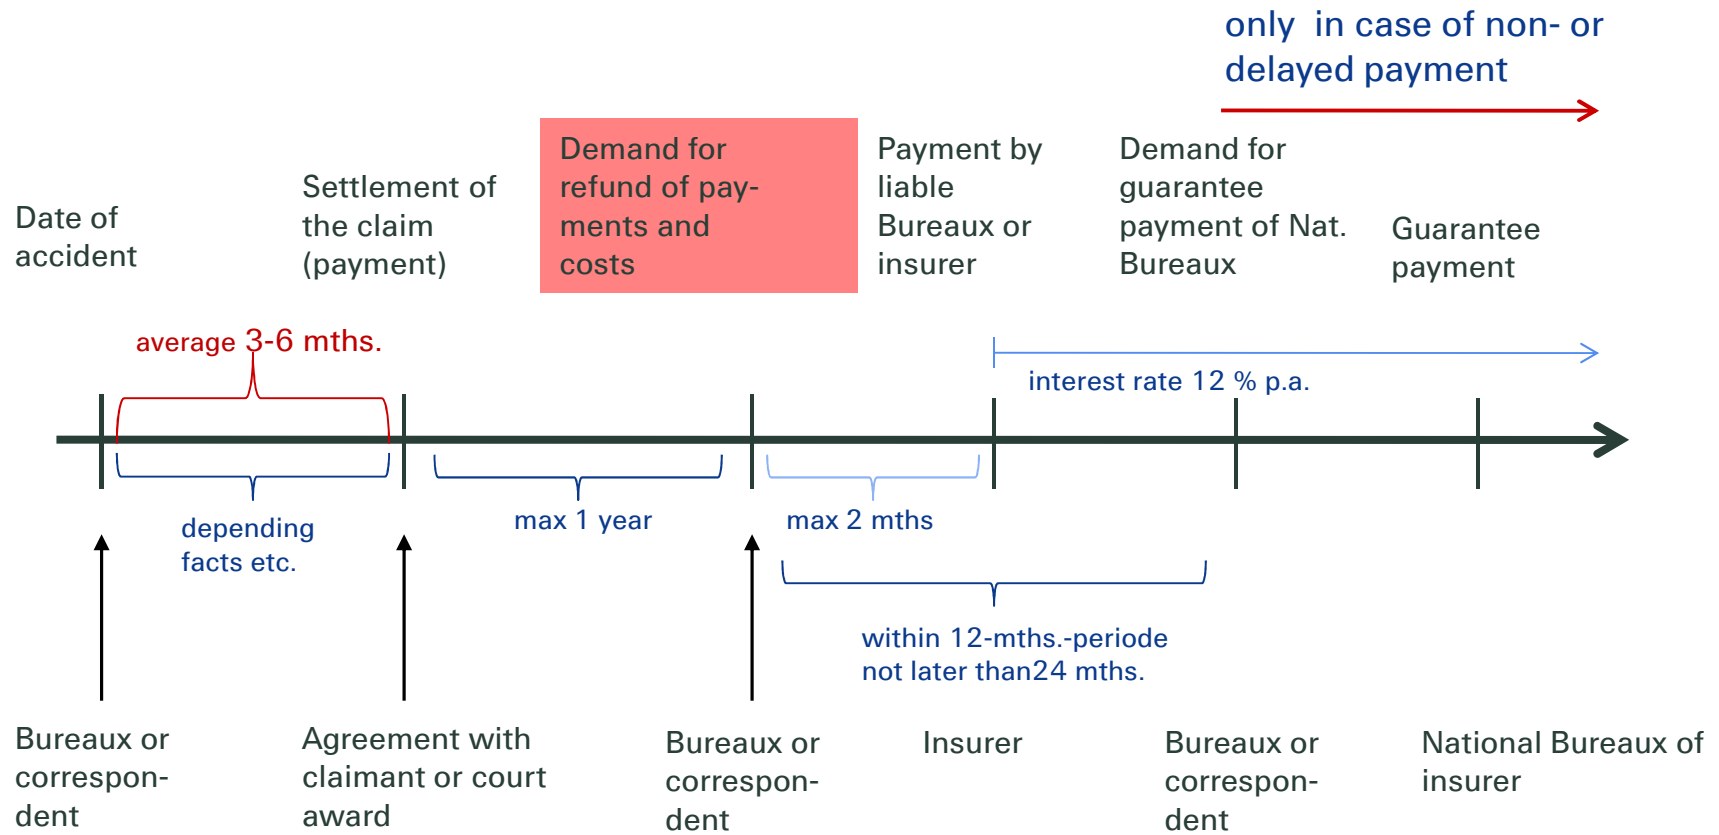 only in case of non- or
delayed payment
Date of
accident
Settlement of
the claim
(payment)
Demand for
refund of pay-
ments and
costs
Payment by
liable
Bureaux or
insurer
Demand for
guarantee
payment of Nat.
Bureaux
Guarantee
payment
average 3-6 mths.
interest rate 12 % p.a.
depending
facts etc.
max 1 year
max 2 mths
within 12-mths.-periode
not later than24 mths.
Bureaux or
correspon-
dent
Agreement with
claimant or court
award
Bureaux or
correspon-
dent
Insurer
Bureaux or
correspon-
dent
National Bureaux of
insurer